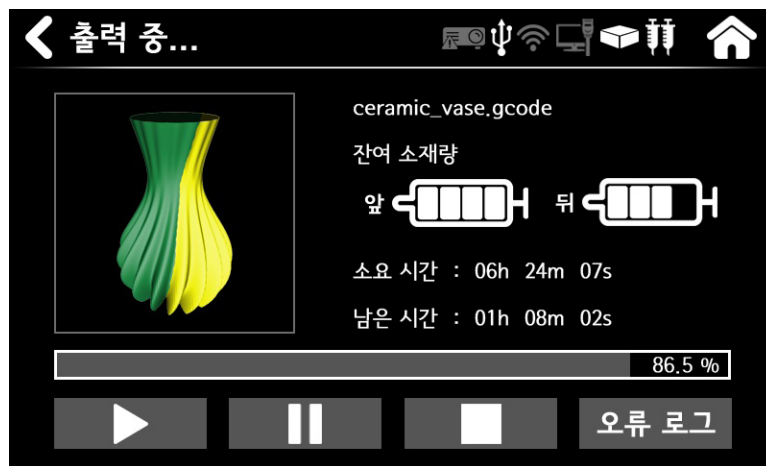 출력 중...
ceramic_vase.gcode
잔여 소재량
앞 뒤
소요 시간 : 06h 24m 07s
남은 시간 : 01h 08m 02s
86.5 %
오류 로그